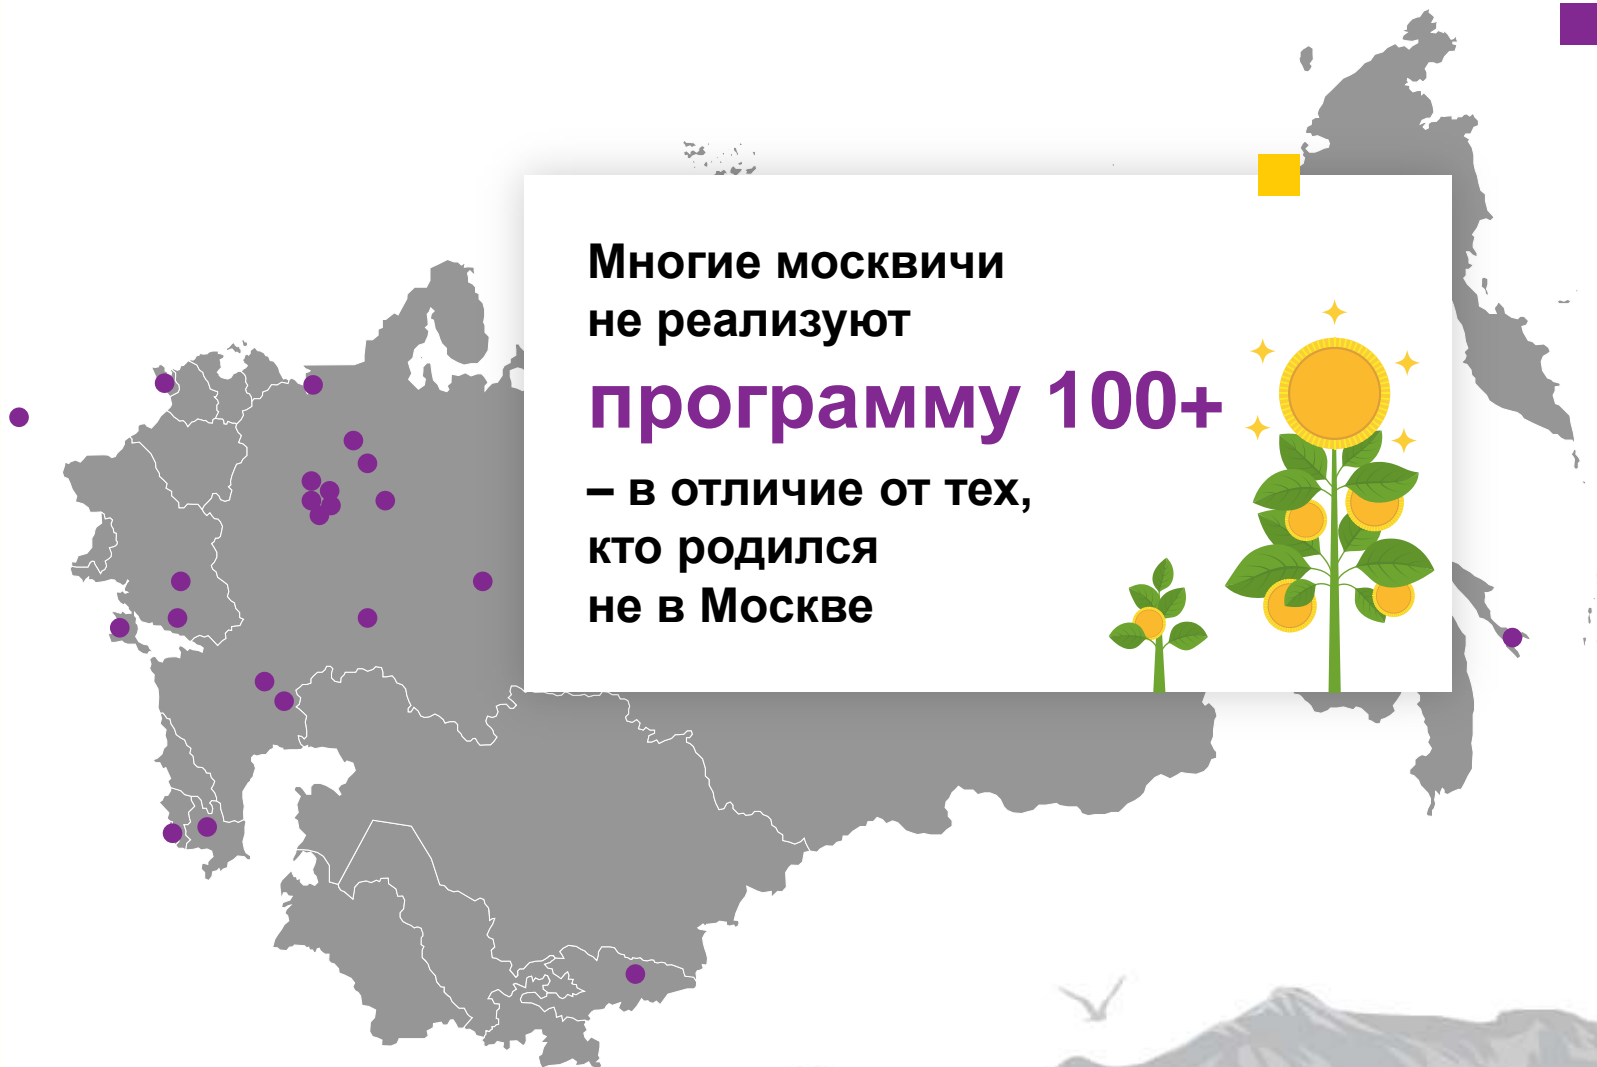 Многие москвичи
не реализуют
программу 100+
– в отличие от тех,
кто родился
не в Москве